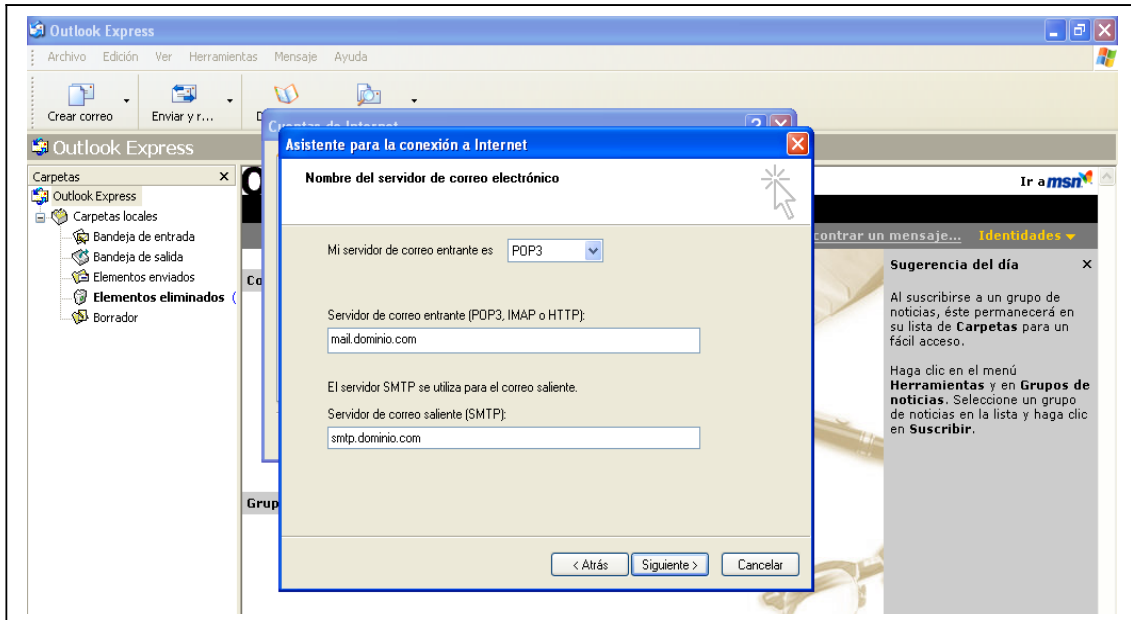 Outlook Express
Archivo Edición Ver Herramientas Mensaje Ayuda
Crear correo Enviar y r...
Cuentas de Internet
Outlook Express
Asistente para la conexión a Internet
Carpetas x
Nombre del servidor de correo electrónico
Ir a msn
Outlook Express
Carpetas locales
Bandeja de entrada
Bandeja de salida
Elementos enviados
Elementos eliminados (
Borrador
contrar un mensaje... Identidades
Mi servidor de correo entrante es POP3
Servidor de correo entrante (POP3, IMAP o HTTP):
mail.dominio.com
El servidor SMTP se utiliza para el correo saliente.
Servidor de correo saliente (SMTP):
smtp.dominio.com
< Atrás Siguiente > Cancelar
Co
Grup
Sugerencia del día x
Al suscribirse a un grupo de
noticias, éste permanecerá en
su lista de Carpetas para un
fácil acceso.
Haga clic en el menú
Herramientas y en Grupos de
noticias. Seleccione un grupo
de noticias en la lista y haga clic
en Suscribir.